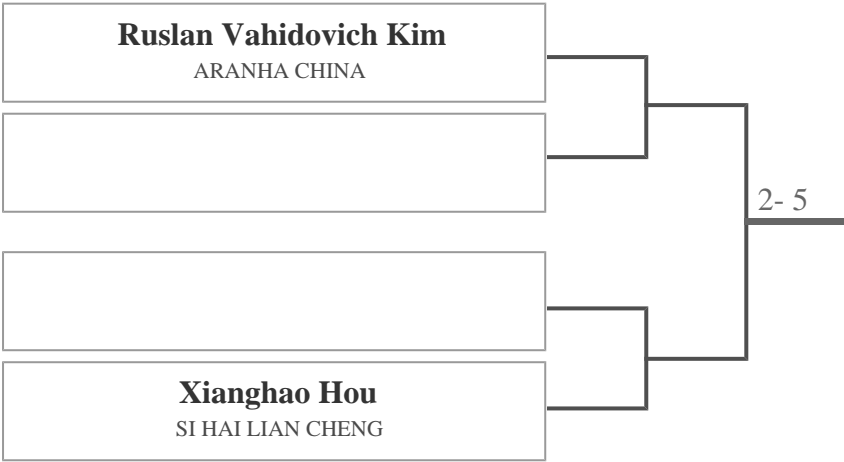 Ruslan Vahidovich Kim
ARANHA CHINA
2- 5
Xianghao Hou
SI HAI LIAN CHENG